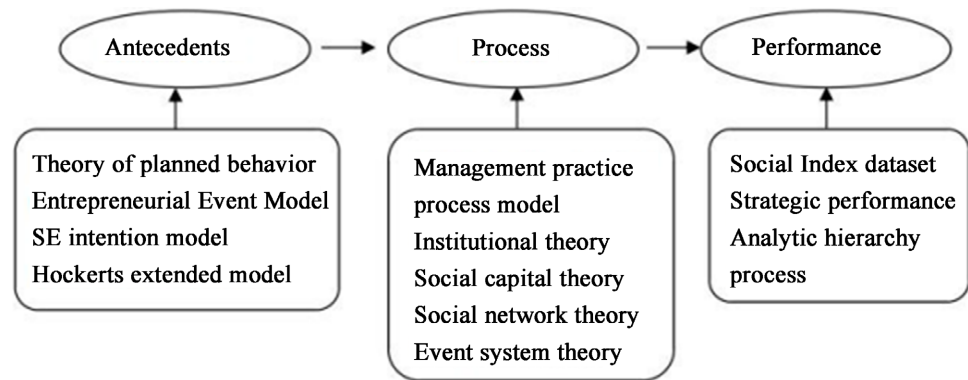 Antecedents
Process
Performance
Theory of planned behavior
Entrepreneurial Event Model
SE intention model
Hockerts extended model
Management practice
process model
Institutional theory
Social capital theory
Social network theory
Event system theory
Social Index dataset
Strategic performance
Analytic hierarchy
process